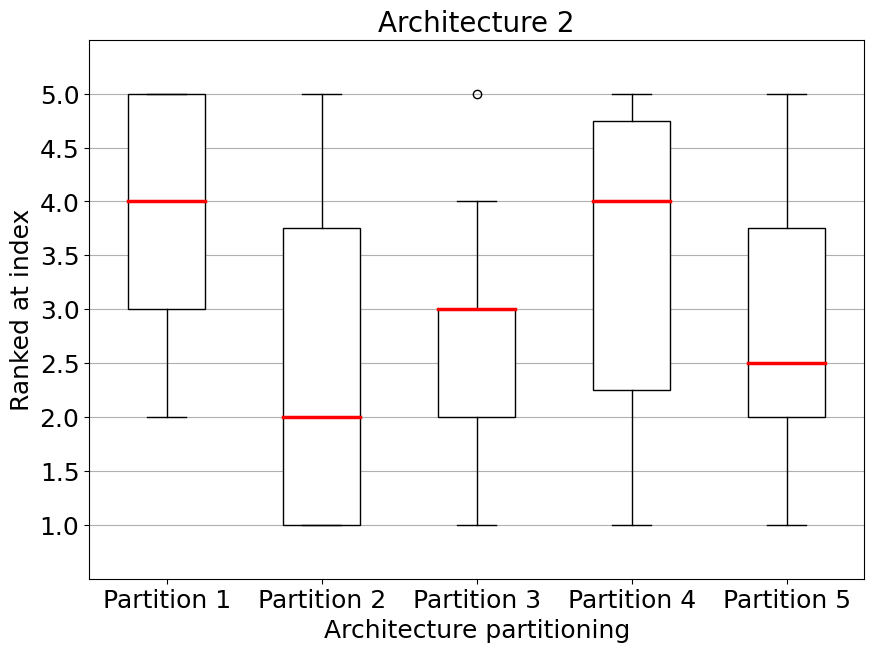 Architecture 2
Ranked at index
5.0
4.5
4.0
3.5
3.0
2.5
2.0
1.5
1.0
Partition 1 Partition 2 Partition 3 Partition 4 Partition 5
Architecture partitioning